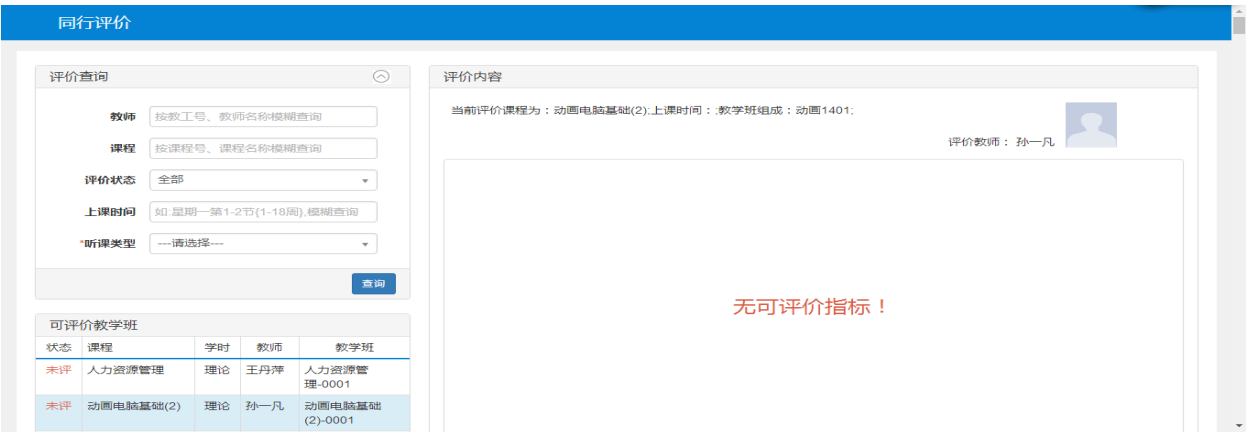 同行评价
评价查询
教师 按教工号、教师名称模糊查询
课程 按课程号、课程名称模糊查询
评价状态 全部
上课时间 如:星期一第1-2节{1-18周},模糊查询
*听课类型 ---请选择---
查询
可评价教学班
状态 课程 学时 教师 教学班
未评 人力资源管理 理论 王丹萍 人力资源管
理-0001
未评 动画电脑基础(2) 理论 孙一凡 动画电脑基础
(2)-0001
评价内容
当前评价课程为：动画电脑基础(2);上课时间：;教学班组成：动画1401;
评价教师： 孙一凡
无可评价指标！